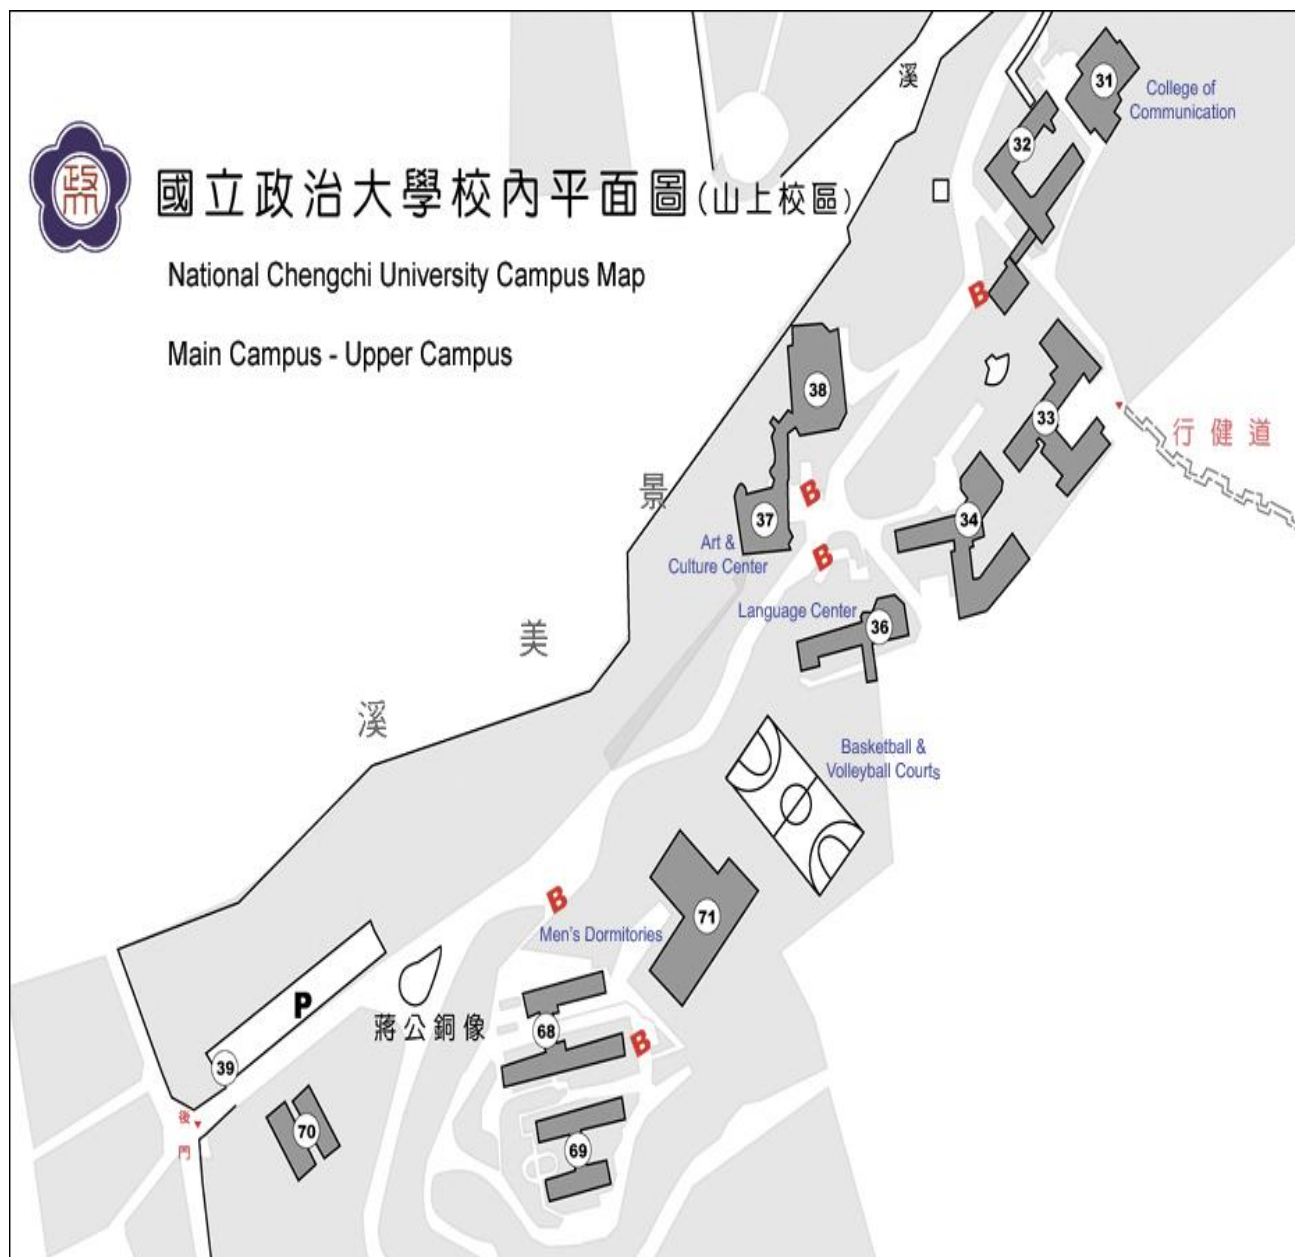 溪
31
College of
Communication
32
政
國立政治大學校內平面圖(山上校區)
National Chengchi University Campus Map
B
Main Campus - Upper Campus
38
33
行健道
景
B
37
34
Art &
Culture Center
B
Language Center
36
美
溪
Basketball &
Volleyball Courts
B
71
Men's Dormitories
P
蔣公銅像
68
B
39
後門
70
69